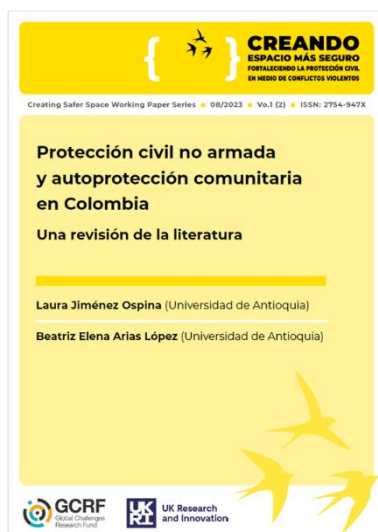 CREANDO
ESPACIO MÁS SEGURO
FORTALECIENDO LA PROTECCIÓN CIVIL
EN MEDIO DE CONFLICTOS VIOLENTOS
Creating Safer Space Working Paper Series • 08/2023 • Vo.1 (2) • ISSN: 2754-947X
Protección civil no armada
y autoprotección comunitaria
en Colombia
Una revisión de la literatura
Laura Jiménez Ospina (Universidad de Antioquia)
Beatriz Elena Arias López (Universidad de Antioquia)
GCRF
Global Challenges
Research Fund
UK
RI
UK Research
and Innovation